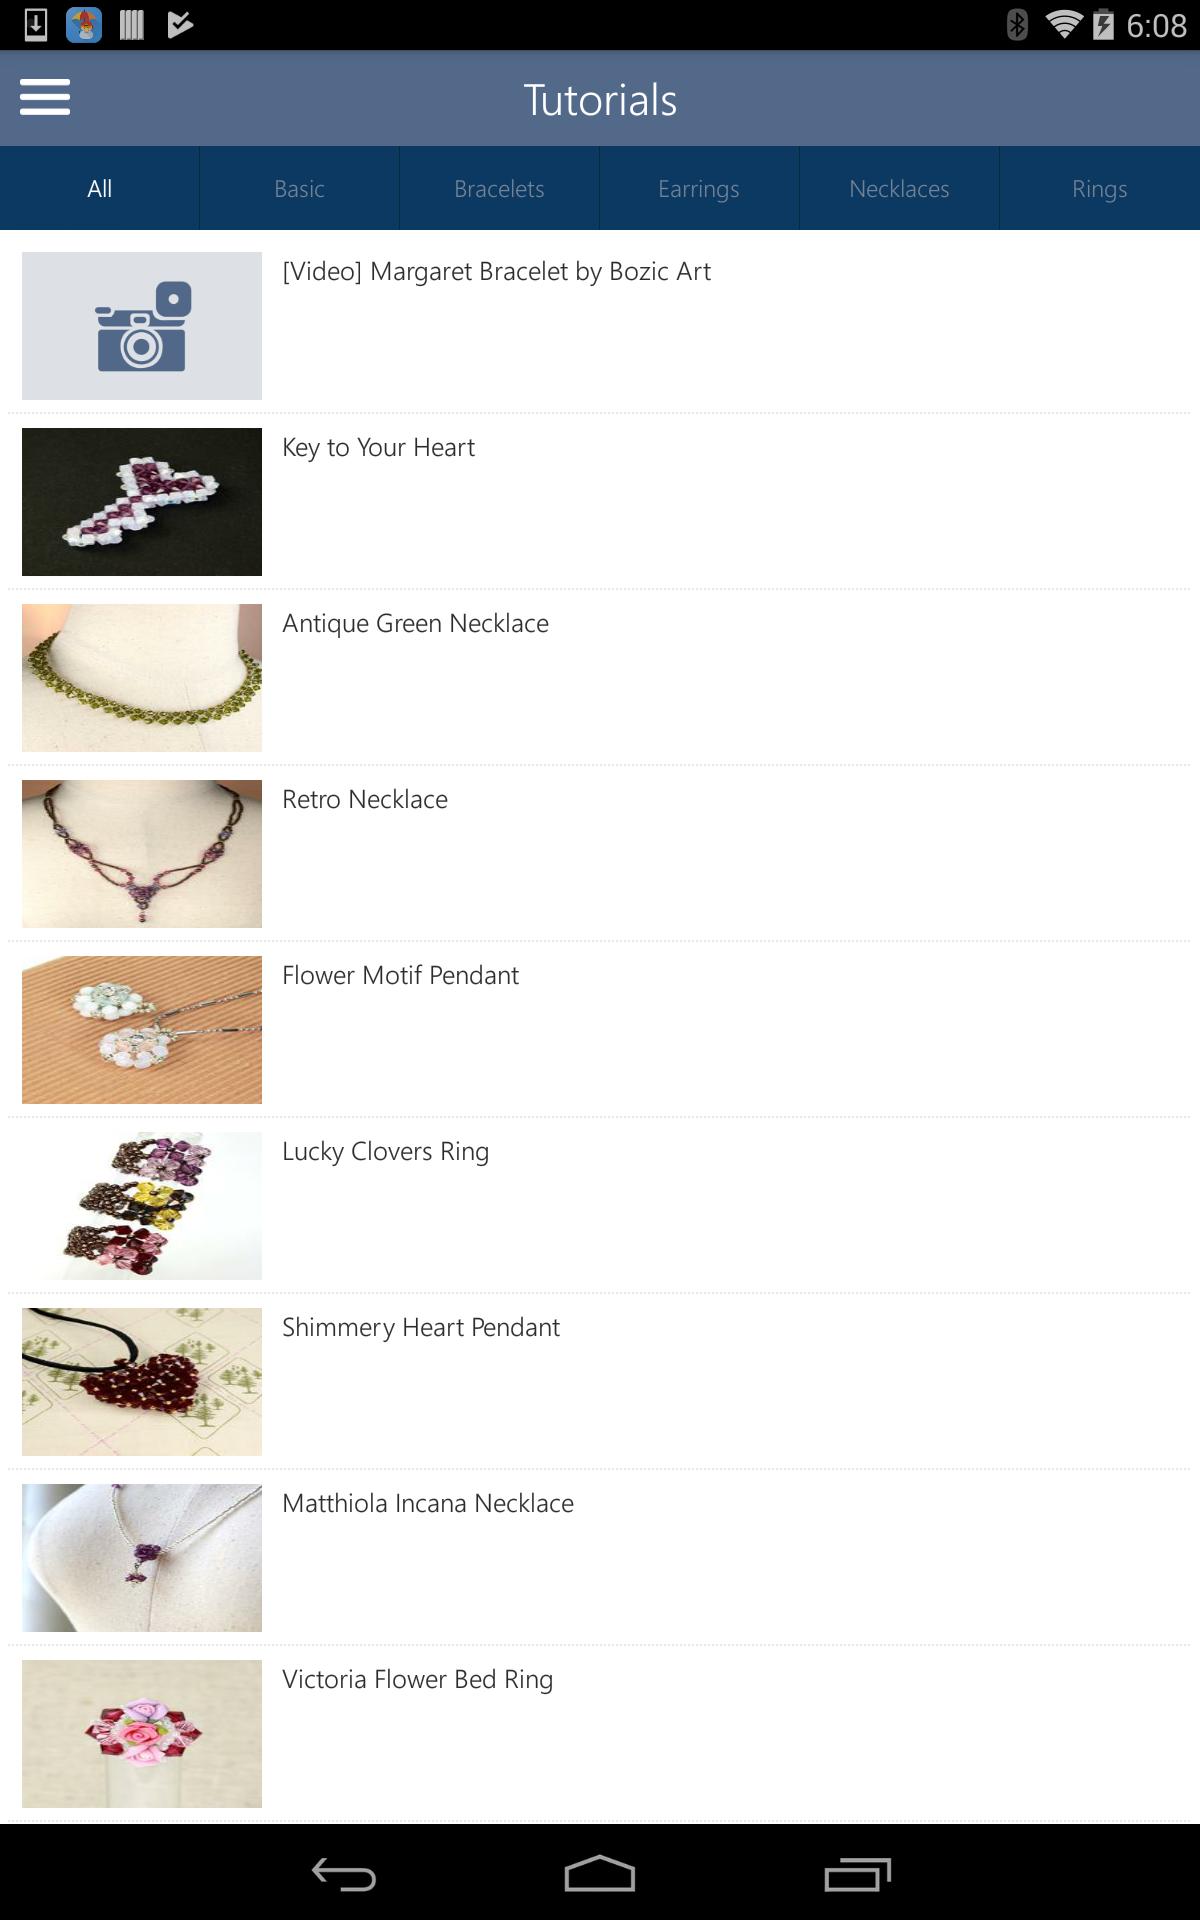 6:08
Tutorials
All
Basic
Bracelets
Earrings
Necklaces
Rings
[Video] Margaret Bracelet by Bozic Art
Key to Your Heart
Antique Green Necklace
Retro Necklace
Flower Motif Pendant
Lucky Clovers Ring
Shimmery Heart Pendant
Matthiola Incana Necklace
Victoria Flower Bed Ring